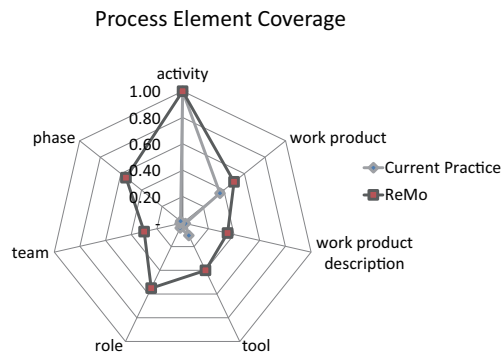 Process Element Coverage
activity
1.00
0.80
0.60
0.40
0.20
-
phase
work product
Current Practice
ReMo
team
work product
description
role
tool